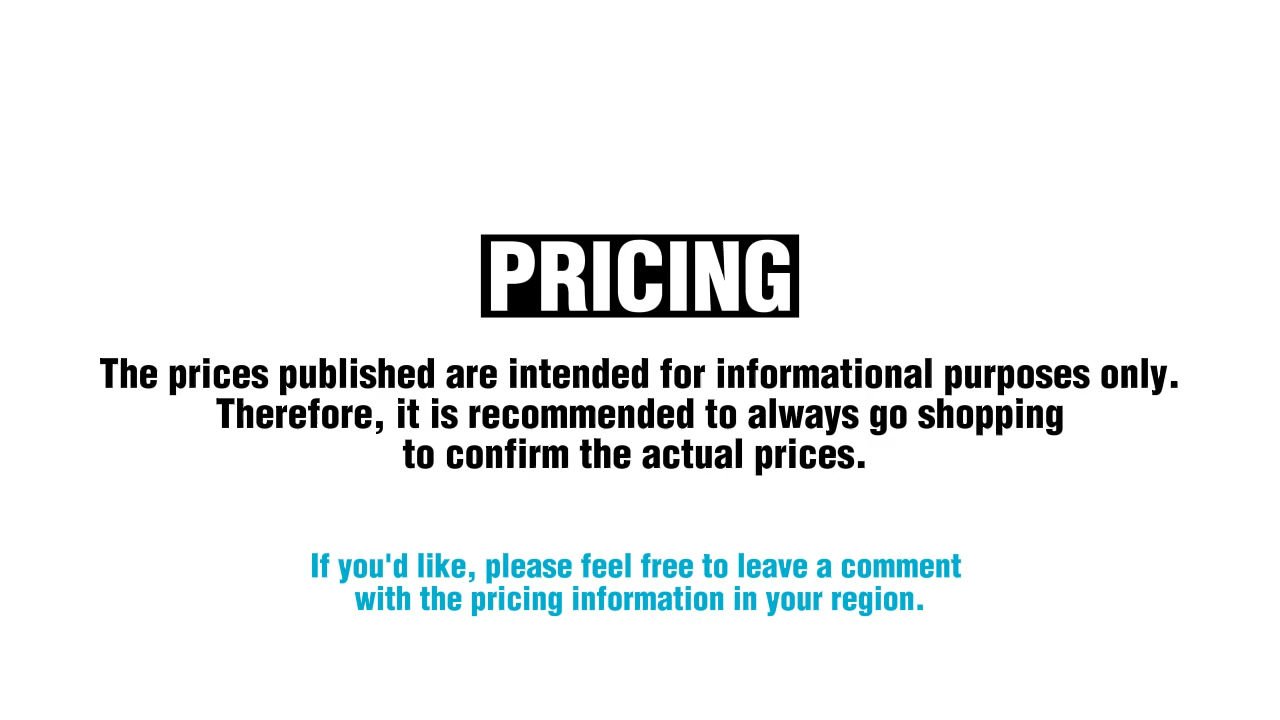 PRICING
The prices published are intended for informational purposes only.
Therefore, it is recommended to always go shopping
to confirm the actual prices.
If you'd like, please feel free to leave a comment
with the pricing information in your region.